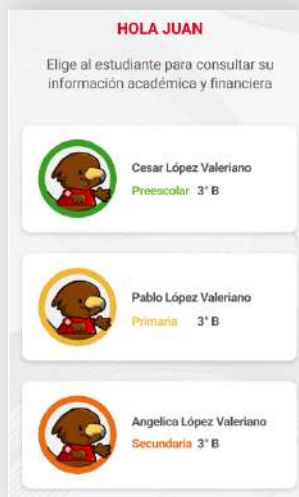 HOLA JUAN
Elige al estudiante para consultar su
información académica y financiera
Cesar López Valeriano
Preescolar 3° B
Pablo López Valeriano
Primaria 3° B
Angelica López Valeriano
Secundaria 3° B